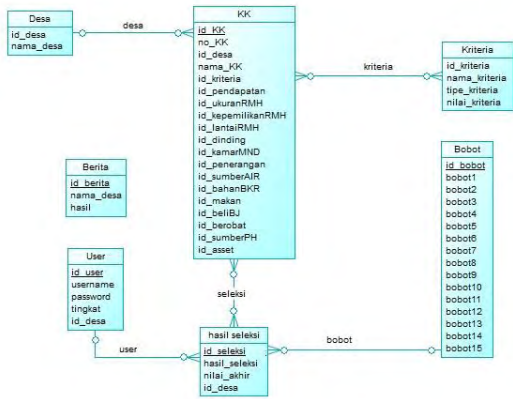 Desa
id_desa
nama_desa
desa
KK
id_KK
no_KK
id_desa
nama_KK
id_kriteria
id_pendapatan
id_ukuranRMH
id_kepemilikanRMH
id_lantaiRMH
id_dinding
id_kamarMND
id_penerangan
id_sumberAIR
id_bahanBKR
id_makan
id_beliBJ
id_berobat
id_sumberPH
id_asset
kriteria
Kriteria
id_kriteria
nama_kriteria
tipe_kriteria
nilai_kriteria
Berita
id_berita
nama_desa
hasil
Bobot
id_bobot
bobot1
bobot2
bobot3
bobot4
bobot5
bobot6
bobot7
bobot8
bobot9
bobot10
bobot11
bobot12
bobot13
bobot14
bobot15
User
id_user
username
password
tingkat
id_desa
seleksi
user
hasil seleksi
id_seleksi
hasil_seleksi
nilai_akhir
id_desa
bobot